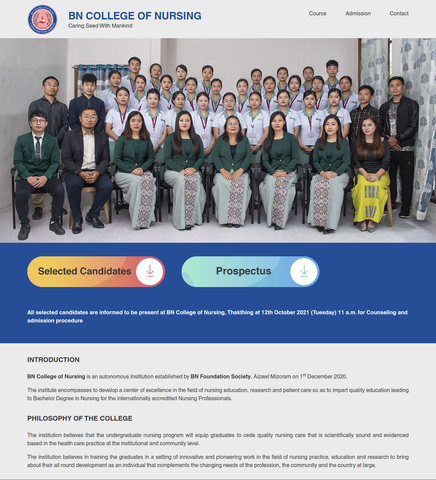 BN COLLEGE OF NURSING
Caring Seed With Mankind
Course Admission Contact
Selected Candidates
Prospectus
All selected candidates are informed to be present at BN College of Nursing, Thakthing at 12th October 2021 (Tuesday) 11 a.m. for Counseling and
admission procedure
INTRODUCTION
BN College of Nursing is an autonomous Institution established by BN Foundation Society, Aizawl Mizoram on 1st December 2020.
The institute encompasses to develop a center of excellence in the field of nursing education, research and patient care so as to impart quality education leading
to Bachelor Degree in Nursing for the internationally accredited Nursing Professionals.
PHILOSOPHY OF THE COLLEGE
The institution believes that the undergraduate nursing program will equip graduates to cede quality nursing care that is scientifically sound and evidenced
based in the health care practice at the institutional and community level.
The institution believes in training the graduates in a setting of innovative and pioneering work in the field of nursing practice, education and research to bring
about their all round development as an individual that complements the changing needs of the profession, the community and the country at large.